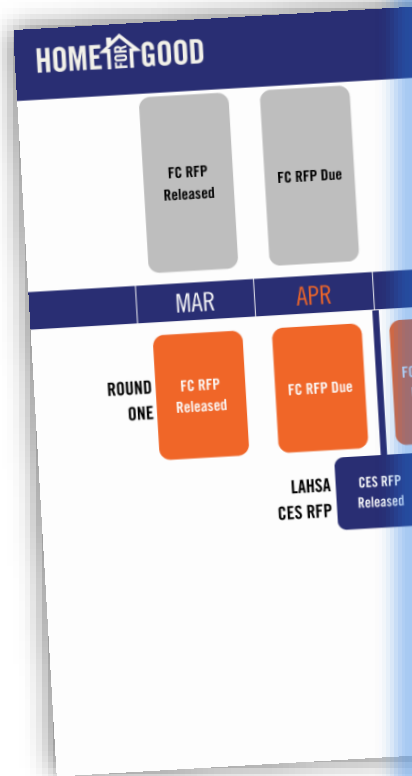 HOME FOR GOOD
FC RFP
Released
FC RFP Due
MAR
APR
ROUND
ONE
FC RFP
Released
FC RFP Due
FC
LAHSA
CES RFP
CES RFP
Released